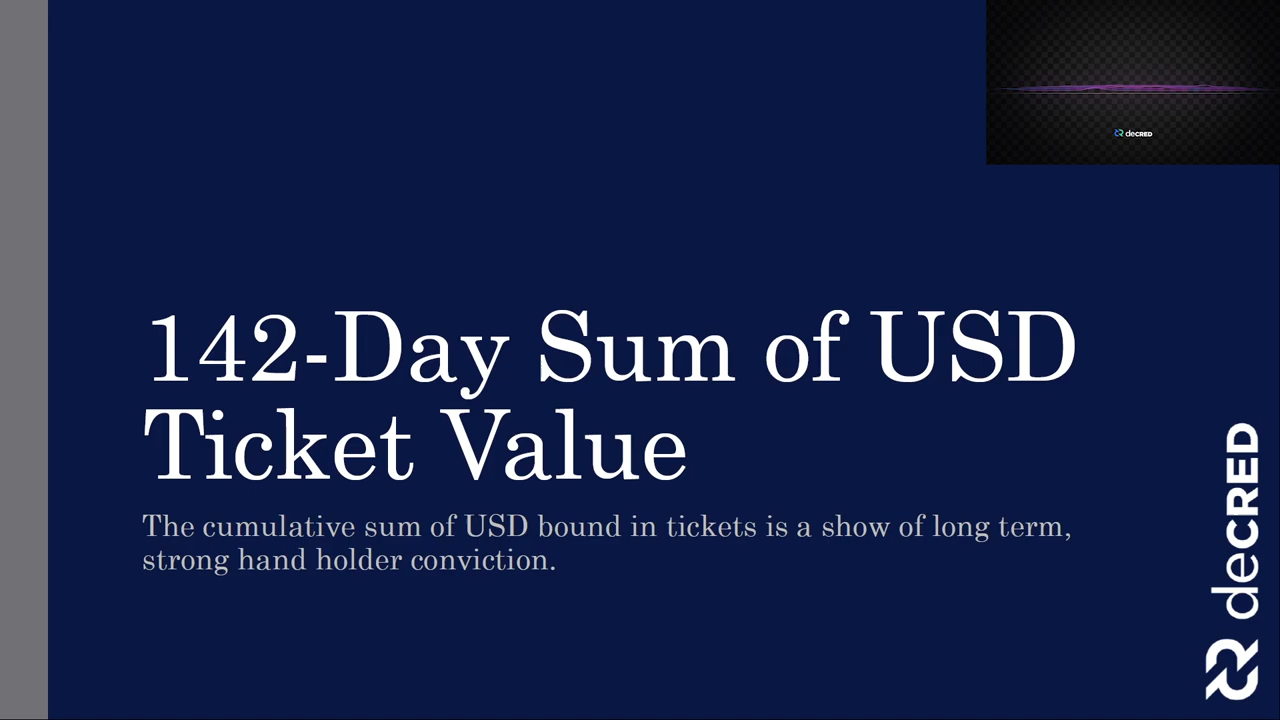 decRED
142-Day Sum of USD
Ticket Value
The cumulative sum of USD bound in tickets is a show of long term,
strong hand holder conviction.
decRED